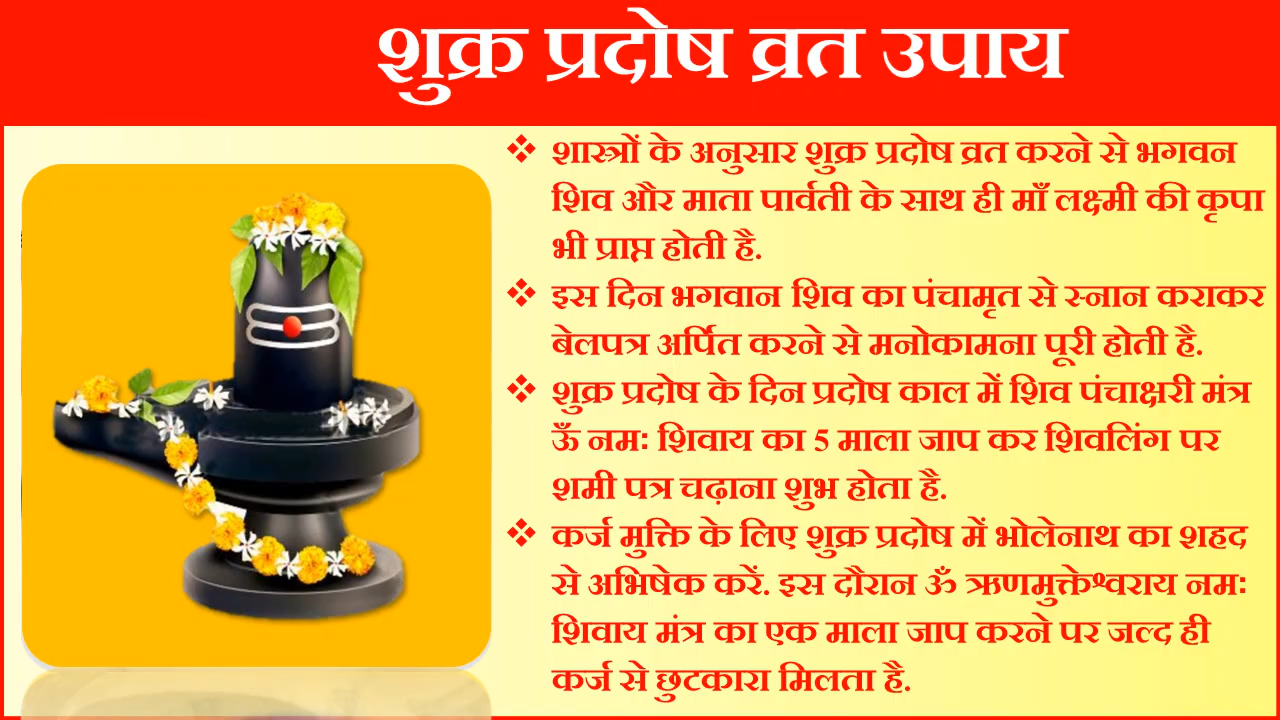 शुक्र प्रदोष व्रत उपाय
❖ शास्त्रों के अनुसार शुक्र प्रदोष व्रत करने से भगवन
शिव और माता पार्वती के साथ ही माँ लक्ष्मी की कृपा
भी प्राप्त होती है.
❖ इस दिन भगवान शिव का पंचामृत से स्नान कराकर
बेलपत्र अर्पित करने से मनोकामना पूरी होती है.
❖ शुक्र प्रदोष के दिन प्रदोष काल में शिव पंचाक्षरी मंत्र
ऊँ नमः शिवाय का 5 माला जाप कर शिवलिंग पर
शमी पत्र चढ़ाना शुभ होता है.
❖ कर्ज मुक्ति के लिए शुक्र प्रदोष में भोलेनाथ का शहद
से अभिषेक करें. इस दौरान ॐ ऋणमुक्तेश्वराय नमः
शिवाय मंत्र का एक माला जाप करने पर जल्द ही
कर्ज से छुटकारा मिलता है.